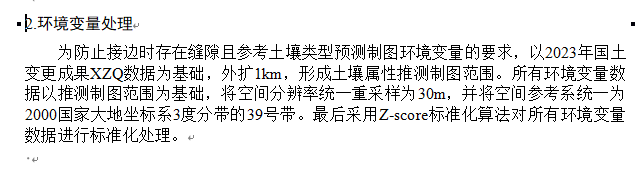 2.环境变量处理
为防止接边时存在缝隙且参考土壤类型预测制图环境变量的要求，以2023年国土
变更成果XZQ数据为基础，外扩1km，形成土壤属性推测制图范围。所有环境变量数
据以推测制图范围为基础，将空间分辨率统一重采样为30m，并将空间参考系统一为
2000国家大地坐标系3度分带的39号带。最后采用Z-score标准化算法对所有环境变量
数据进行标准化处理。